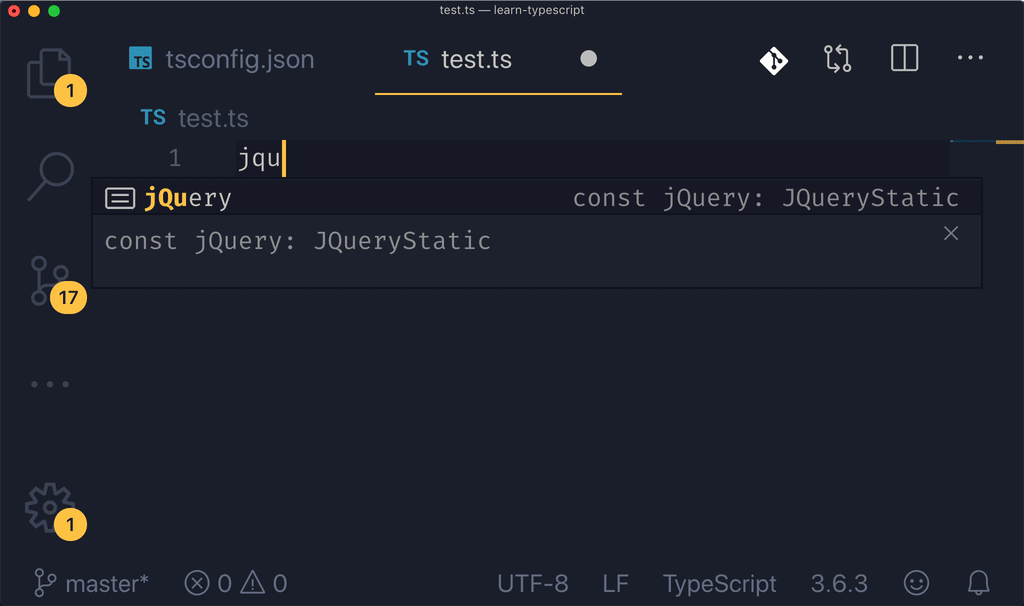 test.ts — learn-typescript
TS tsconfig.json TS test.ts
1
TS test.ts
1 jqu
jQuery const jQuery: JQueryStatic
const jQuery: JQueryStatic
17
1
master* 0 0 UTF-8 LF TypeScript 3.6.3